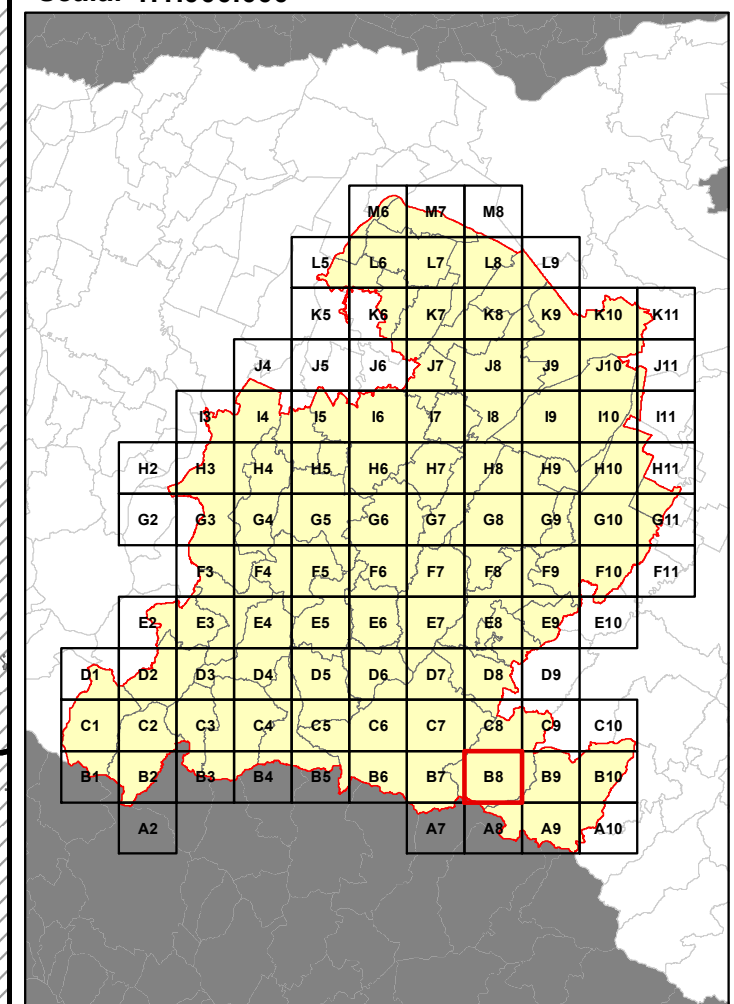 M6 M7 M8
L5 L6 L7 L8 L9
K5 K6 K7 K8 K9 K10 K11
J4 J5 J6 J7 J8 J9 J10 J11
I3 I4 I5 I6 I7 I8 I9 I10 I11
H2 H3 H4 H5 H6 H7 H8 H9 H10 H11
G2 G3 G4 G5 G6 G7 G8 G9 G10 G11
F3 F4 F5 F6 F7 F8 F9 F10 F11
E2 E3 E4 E5 E6 E7 E8 E9 E10
D1 D2 D3 D4 D5 D6 D7 D8 D9
C1 C2 C3 C4 C5 C6 C7 C8 C9 C10
B1 B2 B3 B4 B5 B6 B7 B8 B9 B10
A2 A7 A8 A9 A10